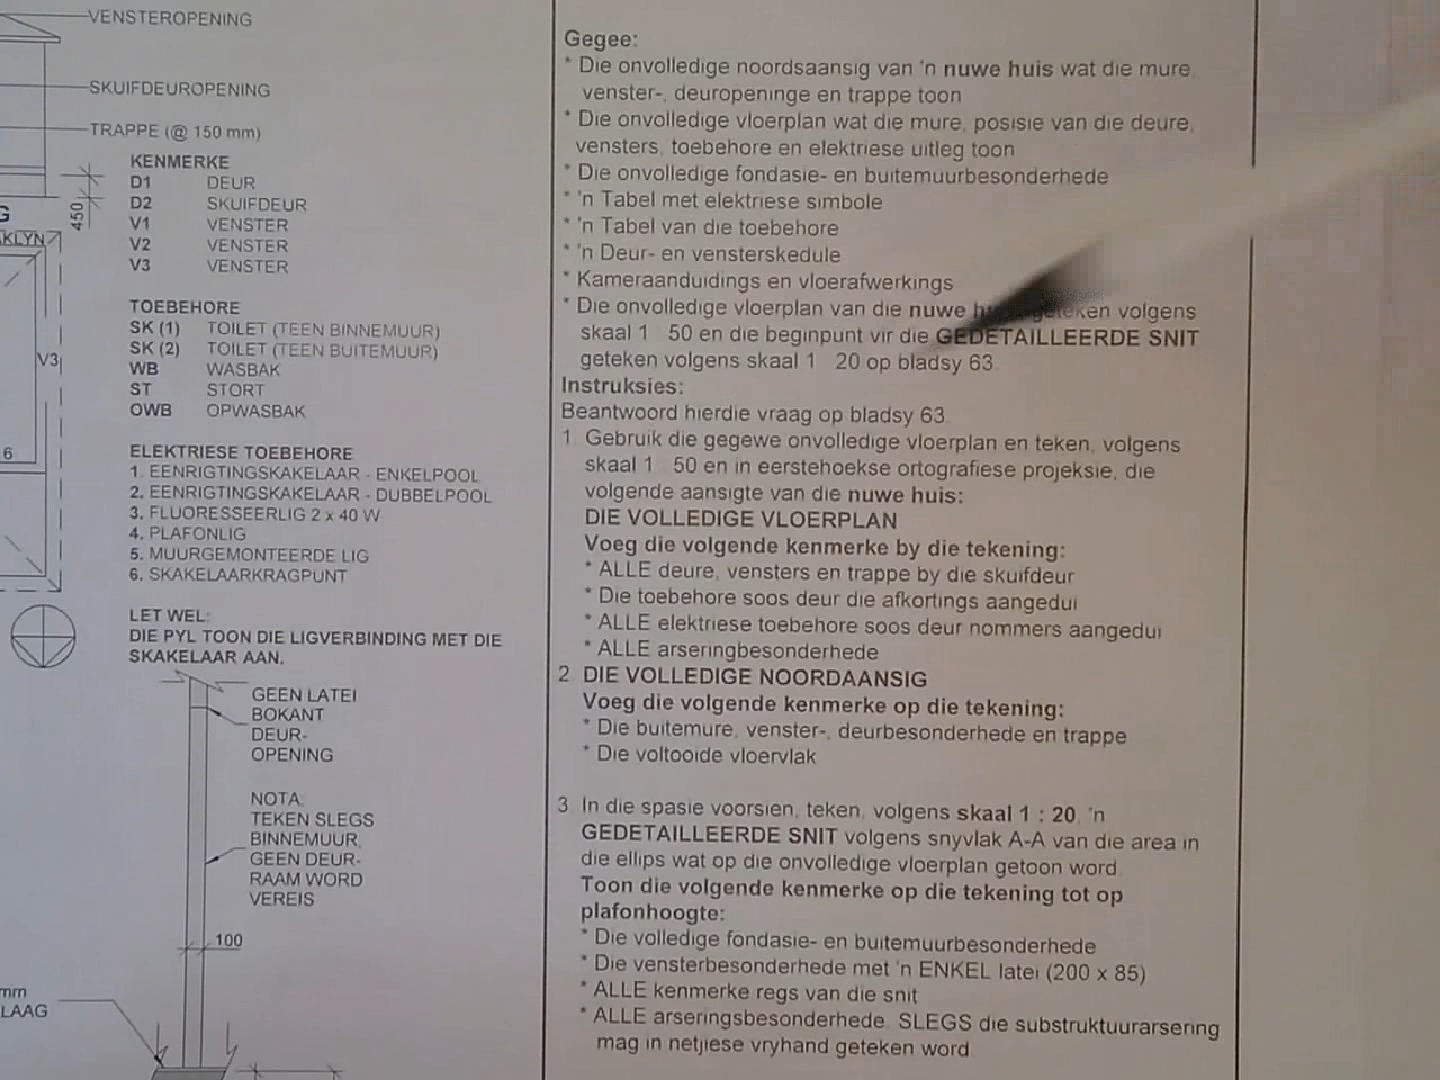 VENSTEROPENING
SKUIFDEUROPENING
TRAPPE (@ 150 mm)
450
KLYN
V3
6
KENMERKE
D1 DEUR
D2 SKUIFDEUR
V1 VENSTER
V2 VENSTER
V3 VENSTER
TOEBEHORE
SK (1) TOILET (TEEN BINNEMUUR)
SK (2) TOILET (TEEN BUITEMUUR)
WB WASBAK
ST STORT
OWB OPWASBAK
ELEKTRIESE TOEBEHORE
1. EENRIGTINGSKAKELAAR - ENKELPOOL
2. EENRIGTINGSKAKELAAR - DUBBELPOOL
3. FLUORESSEERLIG 2 x 40 W
4. PLAFONLIG
5. MUURGEMONTEERDE LIG
6. SKAKELAARKRAGPUNT
LET WEL:
DIE PYL TOON DIE LIGVERBINDING MET DIE
SKAKELAAR AAN.
GEEN LATEI
BOKANT
DEUR-
OPENING
NOTA:
TEKEN SLEGS
BINNEMUUR,
GEEN DEUR-
RAAM WORD
VEREIS
100
mm
LAAG
Gegee:
* Die onvolledige noordsaansig van 'n nuwe huis wat die mure,
venster-, deuropeninge en trappe toon
* Die onvolledige vloerplan wat die mure, posisie van die deure,
vensters, toebehore en elektriese uitleg toon
* Die onvolledige fondasie- en buitemuurbesonderhede
* 'n Tabel met elektriese simbole
* 'n Tabel van die toebehore
* 'n Deur- en vensterskedule
* Kameraanduidings en vloerafwerkings
* Die onvolledige vloerplan van die nuwe geteken volgens
skaal 1 50 en die beginpunt vir die GEDETAILLEERDE SNIT
geteken volgens skaal 1 20 op bladsy 63.
Instruksies:
Beantwoord hierdie vraag op bladsy 63.
1. Gebruik die gegewe onvolledige vloerplan en teken, volgens
skaal 1 50 en in eerstehoekse ortografiese projeksie, die
volgende aansigte van die nuwe huis:
DIE VOLLEDIGE VLOERPLAN
Voeg die volgende kenmerke by die tekening:
* ALLE deure, vensters en trappe by die skuifdeur
* Die toebehore soos deur die afkortings aangedui
* ALLE elektriese toebehore soos deur nommers aangedui
* ALLE arseringbesonderhede
2 DIE VOLLEDIGE NOORDAANSIG
Voeg die volgende kenmerke op die tekening:
* Die buitemure, venster-, deurbesonderhede en trappe
* Die voltooide vloervlak
3 In die spasie voorsien, teken, volgens skaal 1 : 20, 'n
GEDETAILLEERDE SNIT volgens snyvlak A-A van die area in
die ellips wat op die onvolledige vloerplan getoon word.
Toon die volgende kenmerke op die tekening tot op
plafonhoogte:
* Die volledige fondasie- en buitemuurbesonderhede
* Die vensterbesonderhede met 'n ENKEL latei (200 x 85)
* ALLE kenmerke regs van die snit
* ALLE arseringsbesonderhede. SLEGS die substruktuurarsering
mag in netjiese vryhand geteken word.